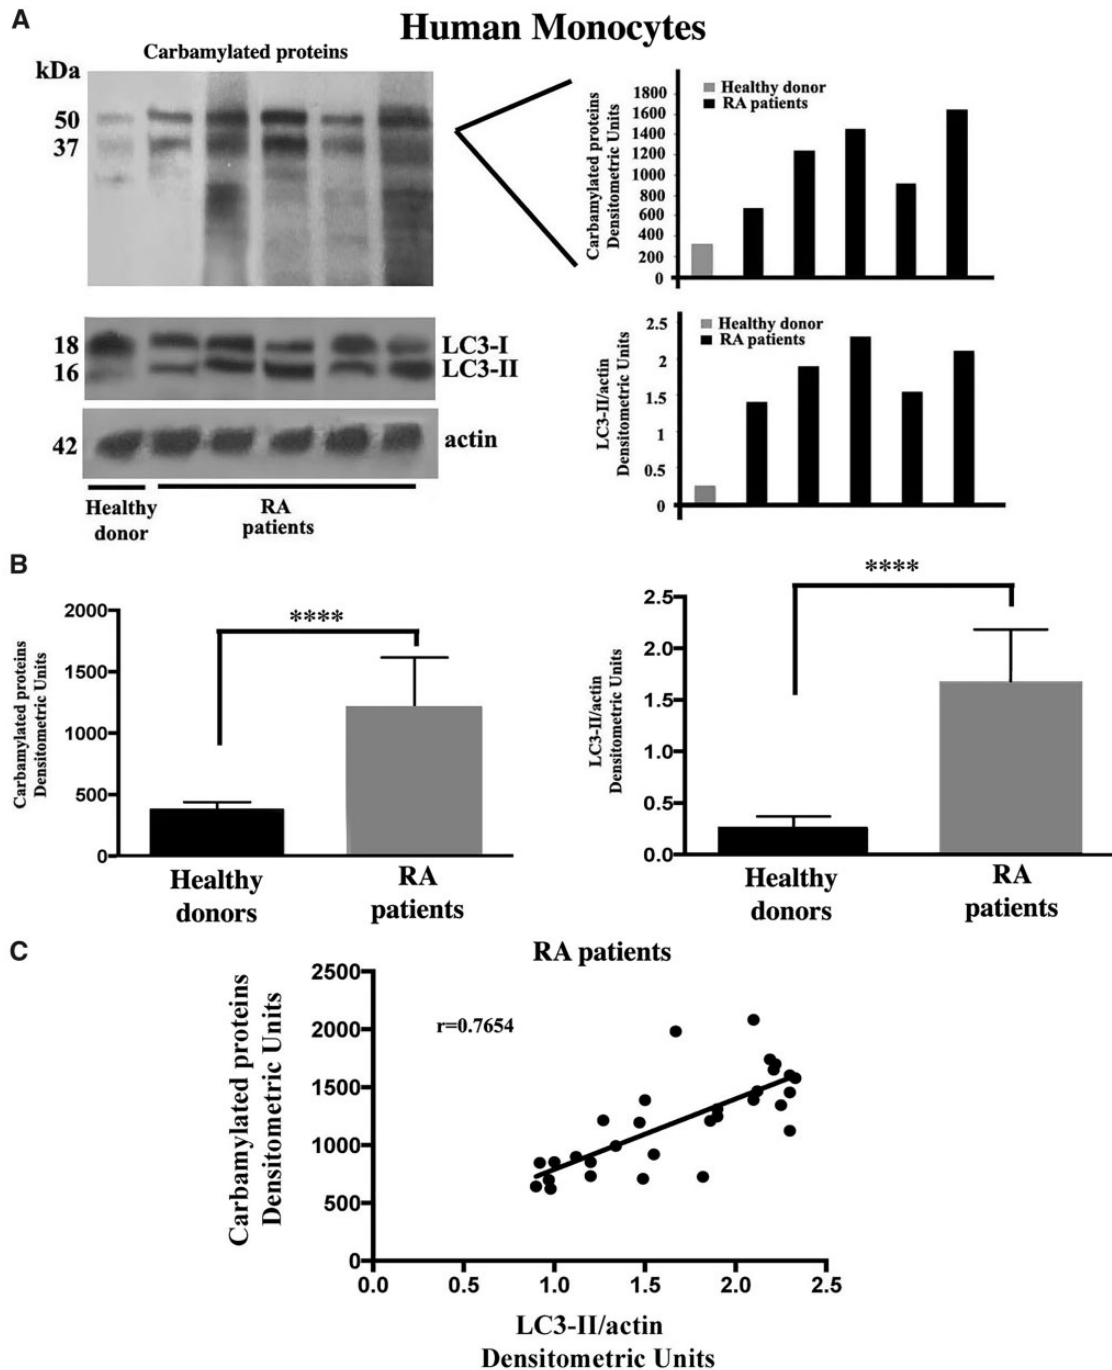 A
Human Monocytes
Carbamylated proteins
kDa
50
37
18
16
42
LC3-I
LC3-II
actin
Healthy
donor
RA
patients
Carbamylated proteins
Densitometric Units
1800
1600
1400
1200
1000
800
600
400
200
0
Healthy donor
RA patients
LC3-II/actin
Densitometric Units
2.5
2
1.5
1
0.5
0
Healthy donor
RA patients
B
Carbamylated proteins
Densitometric Units
2000
1500
1000
500
0
****
Healthy
donors
RA
patients
LC3-II/actin
Densitometric Units
2.5
2.0
1.5
1.0
0.5
0.0
****
Healthy
donors
RA
patients
C
RA patients
Carbamylated proteins
Densitometric Units
2500
2000
1500
1000
500
0
r=0.7654
0.0 0.5 1.0 1.5 2.0 2.5
LC3-II/actin
Densitometric Units